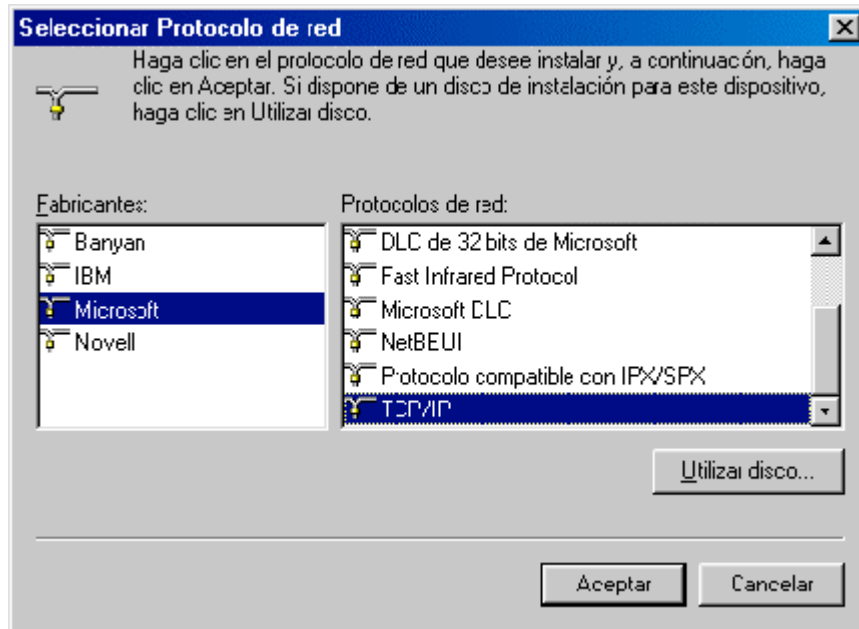 Seleccionar Protocolo de red
Haga clic en el protocolo de red que desee instalar y, a continuacón, haga
clic en Aceptar. Si dispone de un disco de instalación para este dispositivo,
haga clic en Utilizar disco.
Fabricantes:
Banyan
IBM
Microsoft
Novell
Protocolos de red:
DLC de 32 bits de Microsoft
Fast Infrared Protocol
Microsoft DLC
NetBEUI
Protocolo compatible con IPX/SPX
TCP/IP
Utilizar disco...
Aceptar
Cancelar